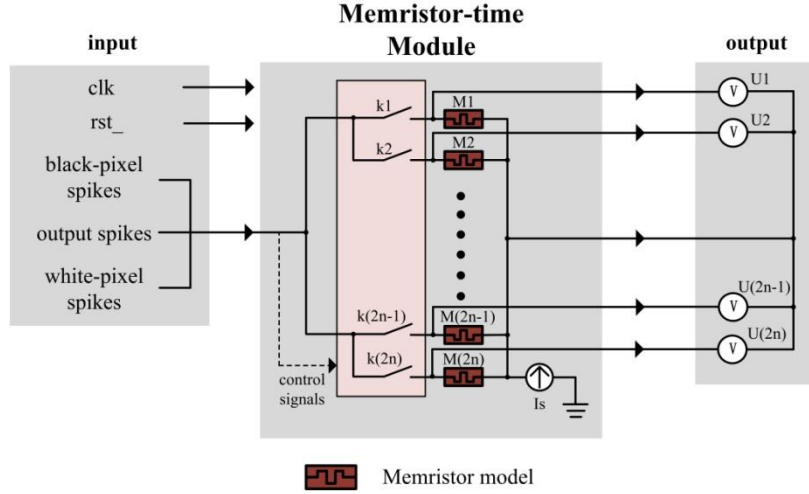 input
Memristor-time
Module
output
clk
rst_
black-pixel
spikes
output spikes
white-pixel
spikes
control
signals
k1
M1
k2
M2
k(2n-1)
M(2n-1)
k(2n)
M(2n)
Is
V
U1
V
U2
V
U(2n-1)
V
U(2n)
Memristor model